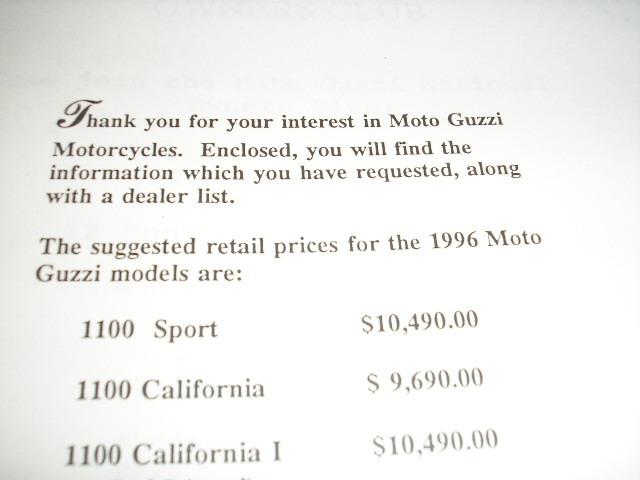 OWNERS CLUB
Thank you for your interest in Moto Guzzi
Motorcycles. Enclosed, you will find the
information which you have requested, along
with a dealer list.
The suggested retail prices for the 1996 Moto
Guzzi models are:
1100 Sport $10,490.00
1100 California $ 9,690.00
1100 California I $10,490.00